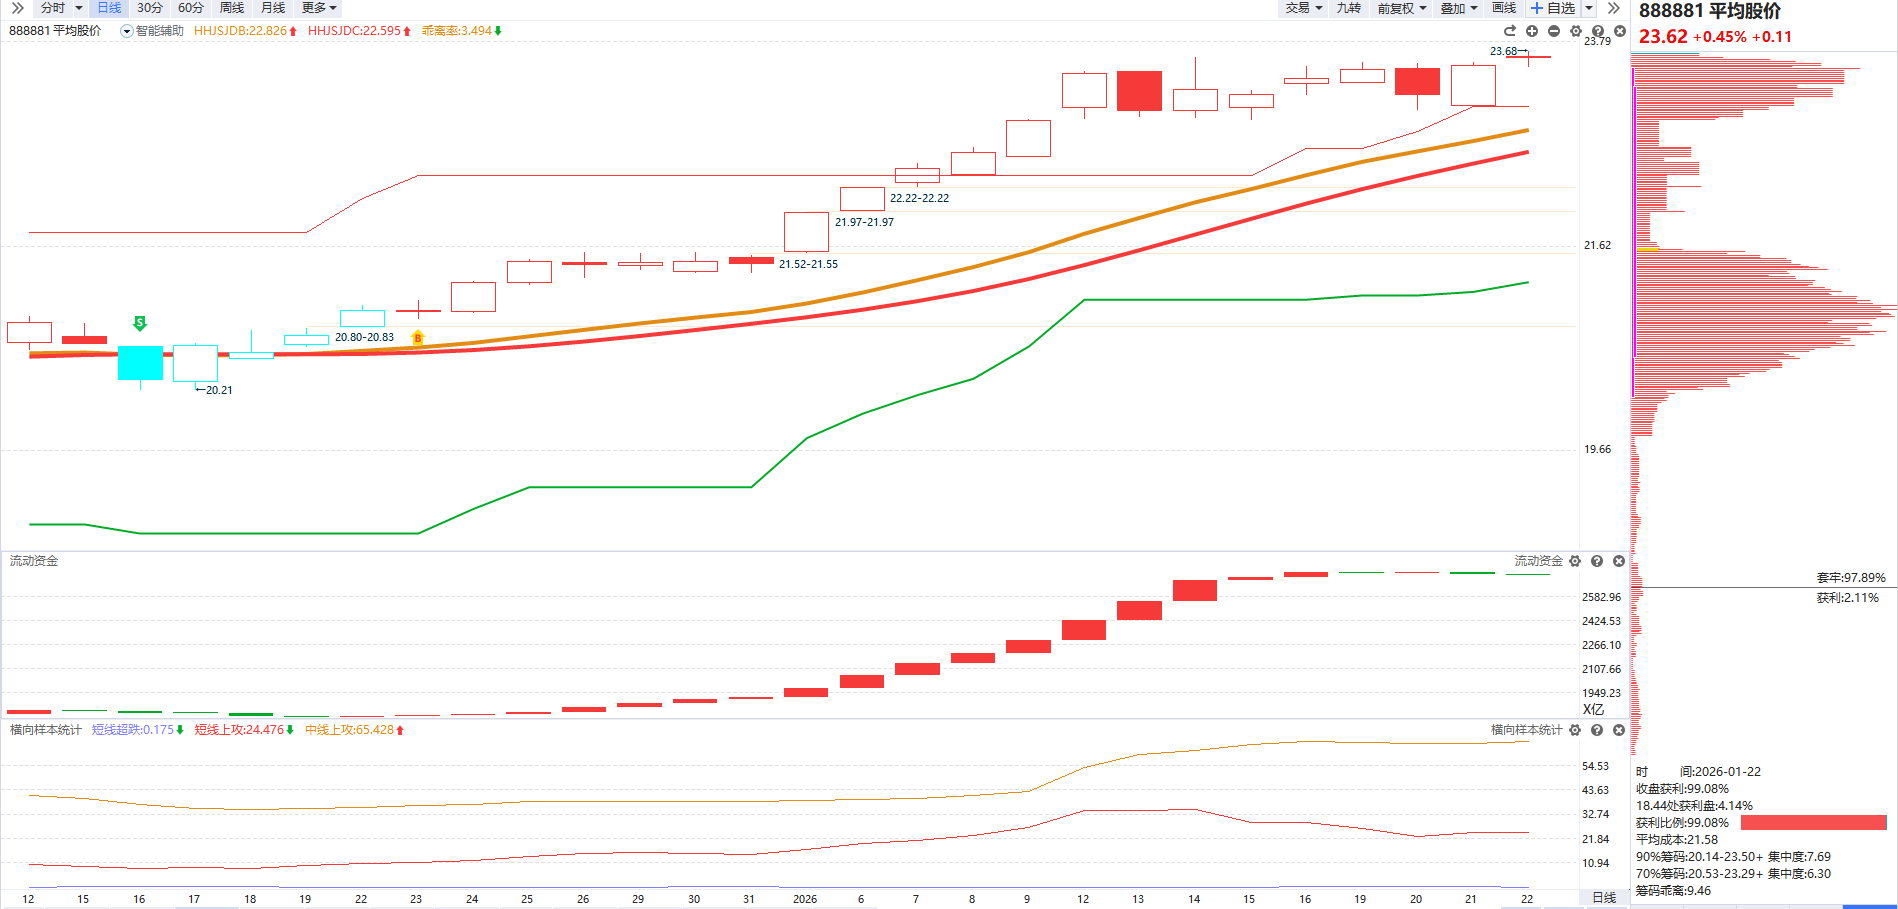 分时 日线 30分 60分 周线 月线 更多 交易 九转 前复权 叠加 画线 自选
888881 平均股价
23.62 +0.45% +0.11
888881 平均股价 智能辅助 HHJSJDB:22.826 HHJSJDC:22.595 乖离率:3.494
23.79
23.68
22.22-22.22
21.97-21.97
21.62
21.52-21.55
S
20.80-20.83
B
20.21
19.66
流动资金 流动资金
套牢:97.89%
获利:2.11%
2582.96
2424.53
2266.10
2107.66
1949.23
X亿
横向样本统计 短线超跌:0.175 短线上攻:24.476 中线上攻:65.428 横向样本统计
54.53
43.63
32.74
21.84
10.94
时 间:2026-01-22
收盘获利:99.08%
18.44处获利盘:4.14%
获利比例:99.08%
平均成本:21.58
90%筹码:20.14-23.50+ 集中度:7.69
70%筹码:20.53-23.29+ 集中度:6.30
筹码乖离:9.46
12 15 16 17 18 19 22 23 24 25 26 29 30 31 2026 6 7 8 9 12 13 14 15 16 19 20 21 22 日线